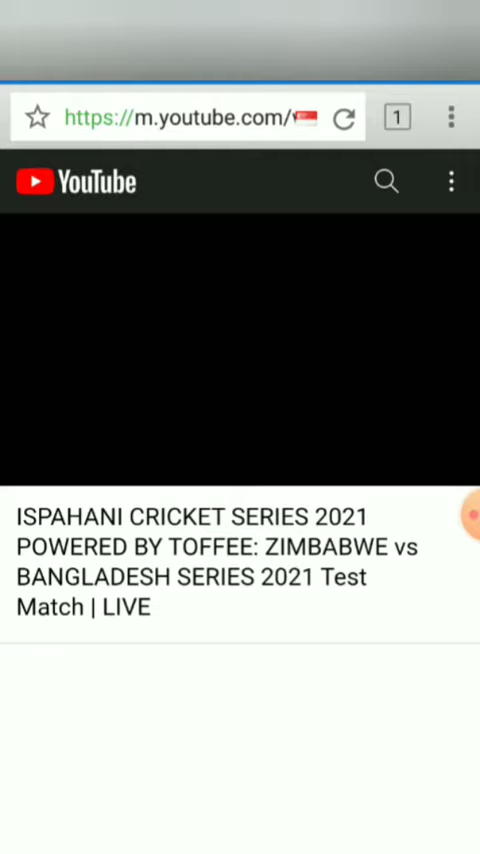 https://m.youtube.com/
1
YouTube
ISPAHANI CRICKET SERIES 2021
POWERED BY TOFFEE: ZIMBABWE vs
BANGLADESH SERIES 2021 Test
Match | LIVE